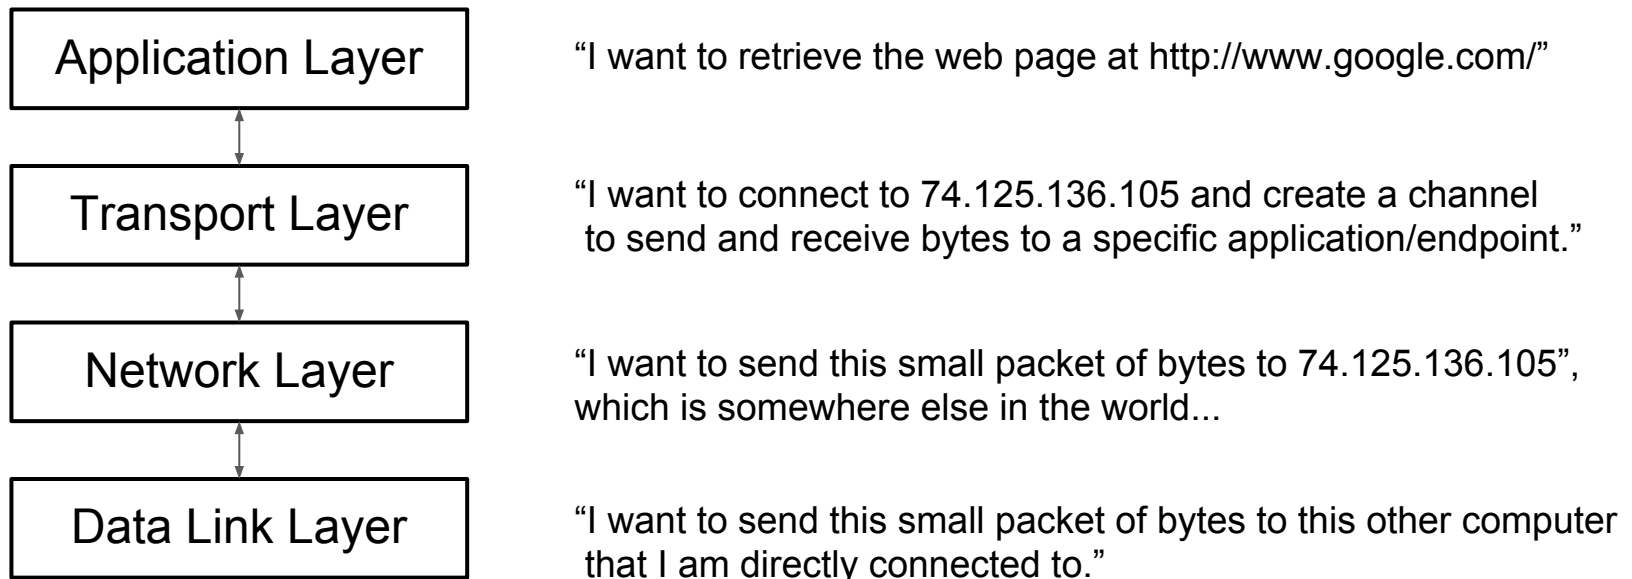 Application Layer
“I want to retrieve the web page at http://www.google.com/”
Transport Layer
“I want to connect to 74.125.136.105 and create a channel
to send and receive bytes to a specific application/endpoint.”
Network Layer
“I want to send this small packet of bytes to 74.125.136.105”,
which is somewhere else in the world...
Data Link Layer
“I want to send this small packet of bytes to this other computer
that I am directly connected to.”